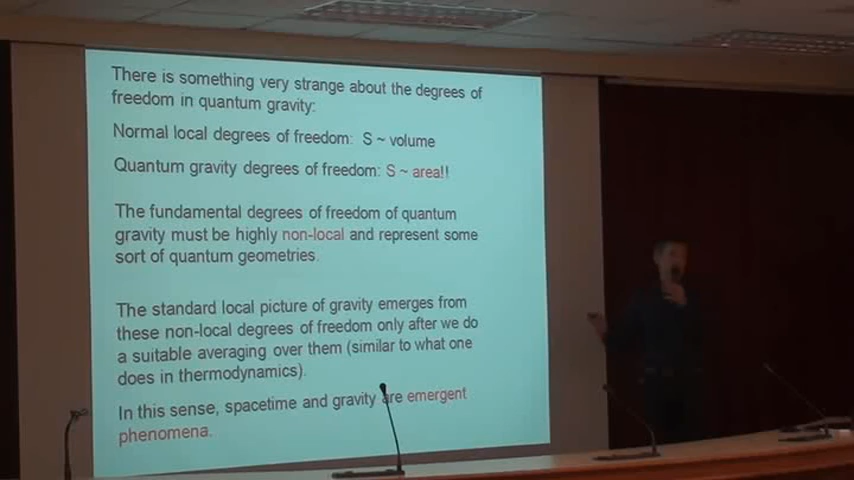 There is something very strange about the degrees of
freedom in quantum gravity:
Normal local degrees of freedom: S ~ volume
Quantum gravity degrees of freedom: S ~ area!!
The fundamental degrees of freedom of quantum
gravity must be highly non-local and represent some
sort of quantum geometries.
The standard local picture of gravity emerges from
these non-local degrees of freedom only after we do
a suitable averaging over them (similar to what one
does in thermodynamics).
In this sense, spacetime and gravity are emergent
phenomena.